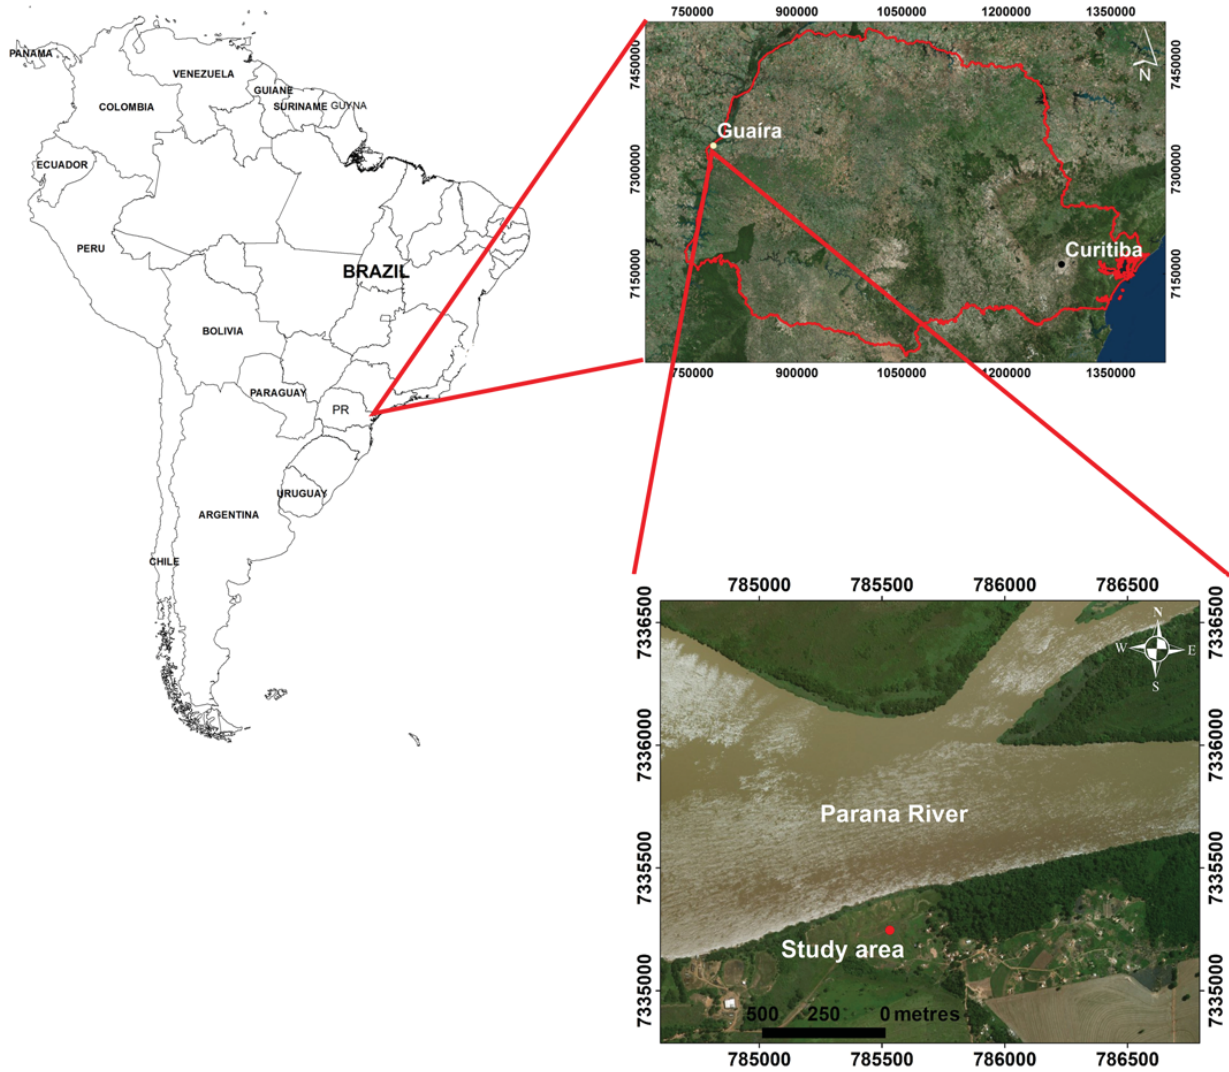 PANAMA
VENEZUELA
GUIANE
SURINAME GUYNA
COLOMBIA
ECUADOR
PERU
BRAZIL
BOLIVIA
PARAGUAY
PR
URUGUAY
ARGENTINA
CHILE
7500000 900000 1050000 1200000 1350000
7450000 7300000 7150000
7450000 7300000 7150000
N
Guaíra
Curitiba
7500000 900000 1050000 1200000 1350000
785000 785500 786000 786500
7336500 7336000 7335500 7335000
7336500 7336000 7335500 7335000
N
W E
S
Parana River
Study area
500 250 0 metres
785000 785500 786000 786500